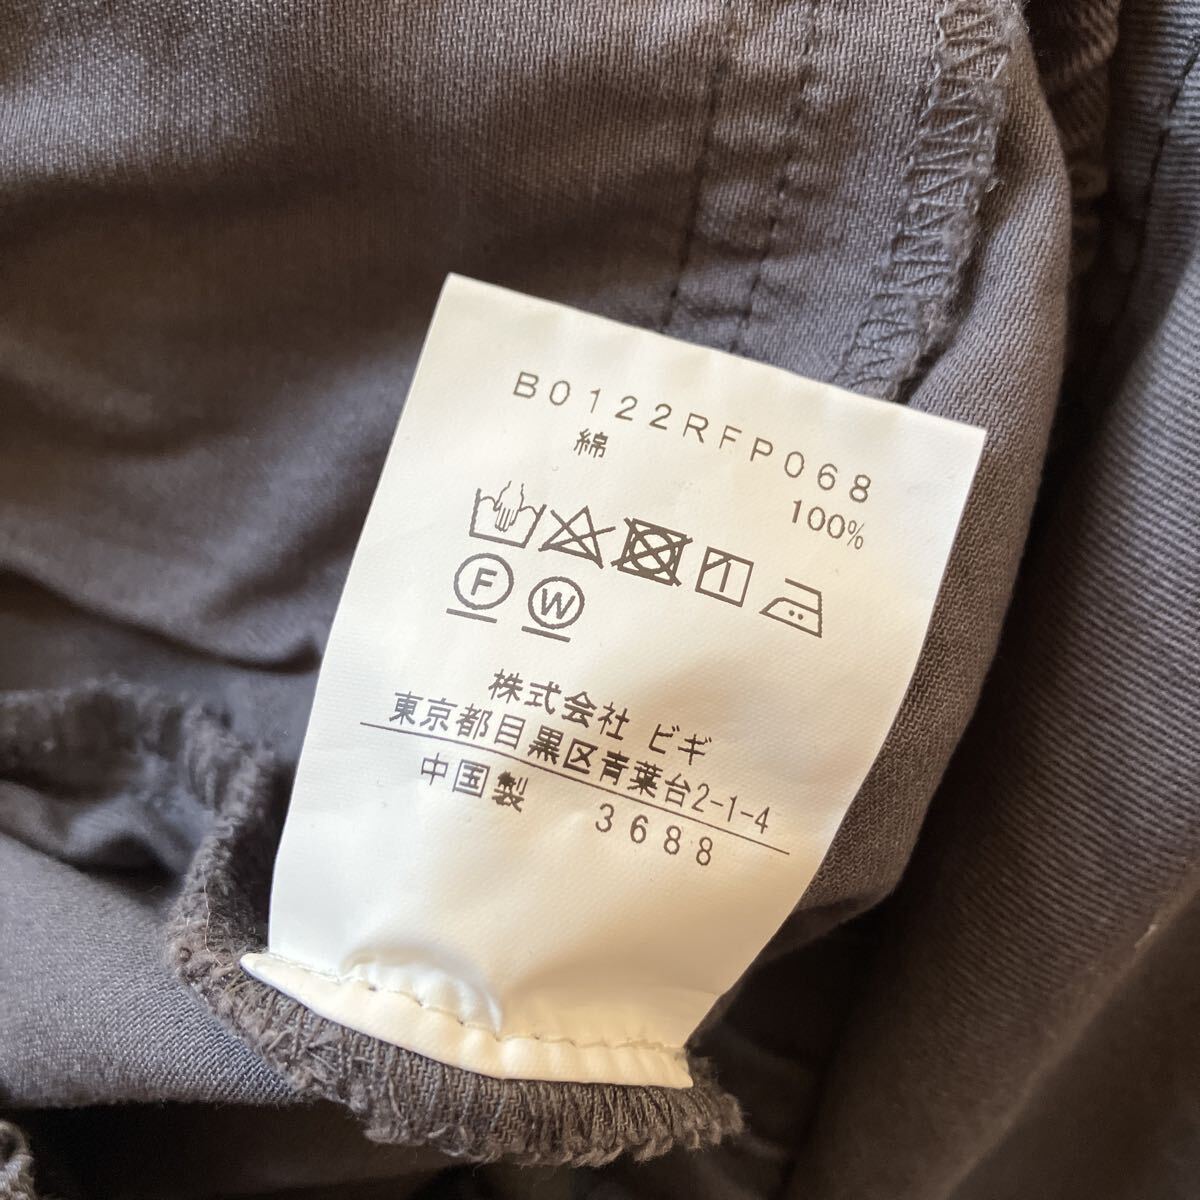 B0122RFP068
綿 100%
F W
株式会社 ビギ
東京都目黒区青葉台2-1-4
中国製 3688